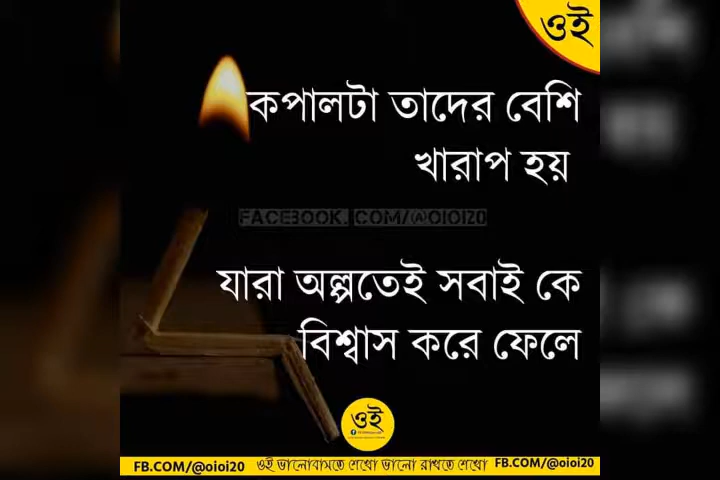 ওই
কপালটা তাদের বেশি
খারাপ হয়
FACEBOOK.COM/@OIOI20
যারা অল্পতেই সবাই কে
বিশ্বাস করে ফেলে
ওই
FB.COM/@oioi20 ওই ভালোবাসতে শেখো ভালো রাখতে শেখো FB.COM/@oioi20